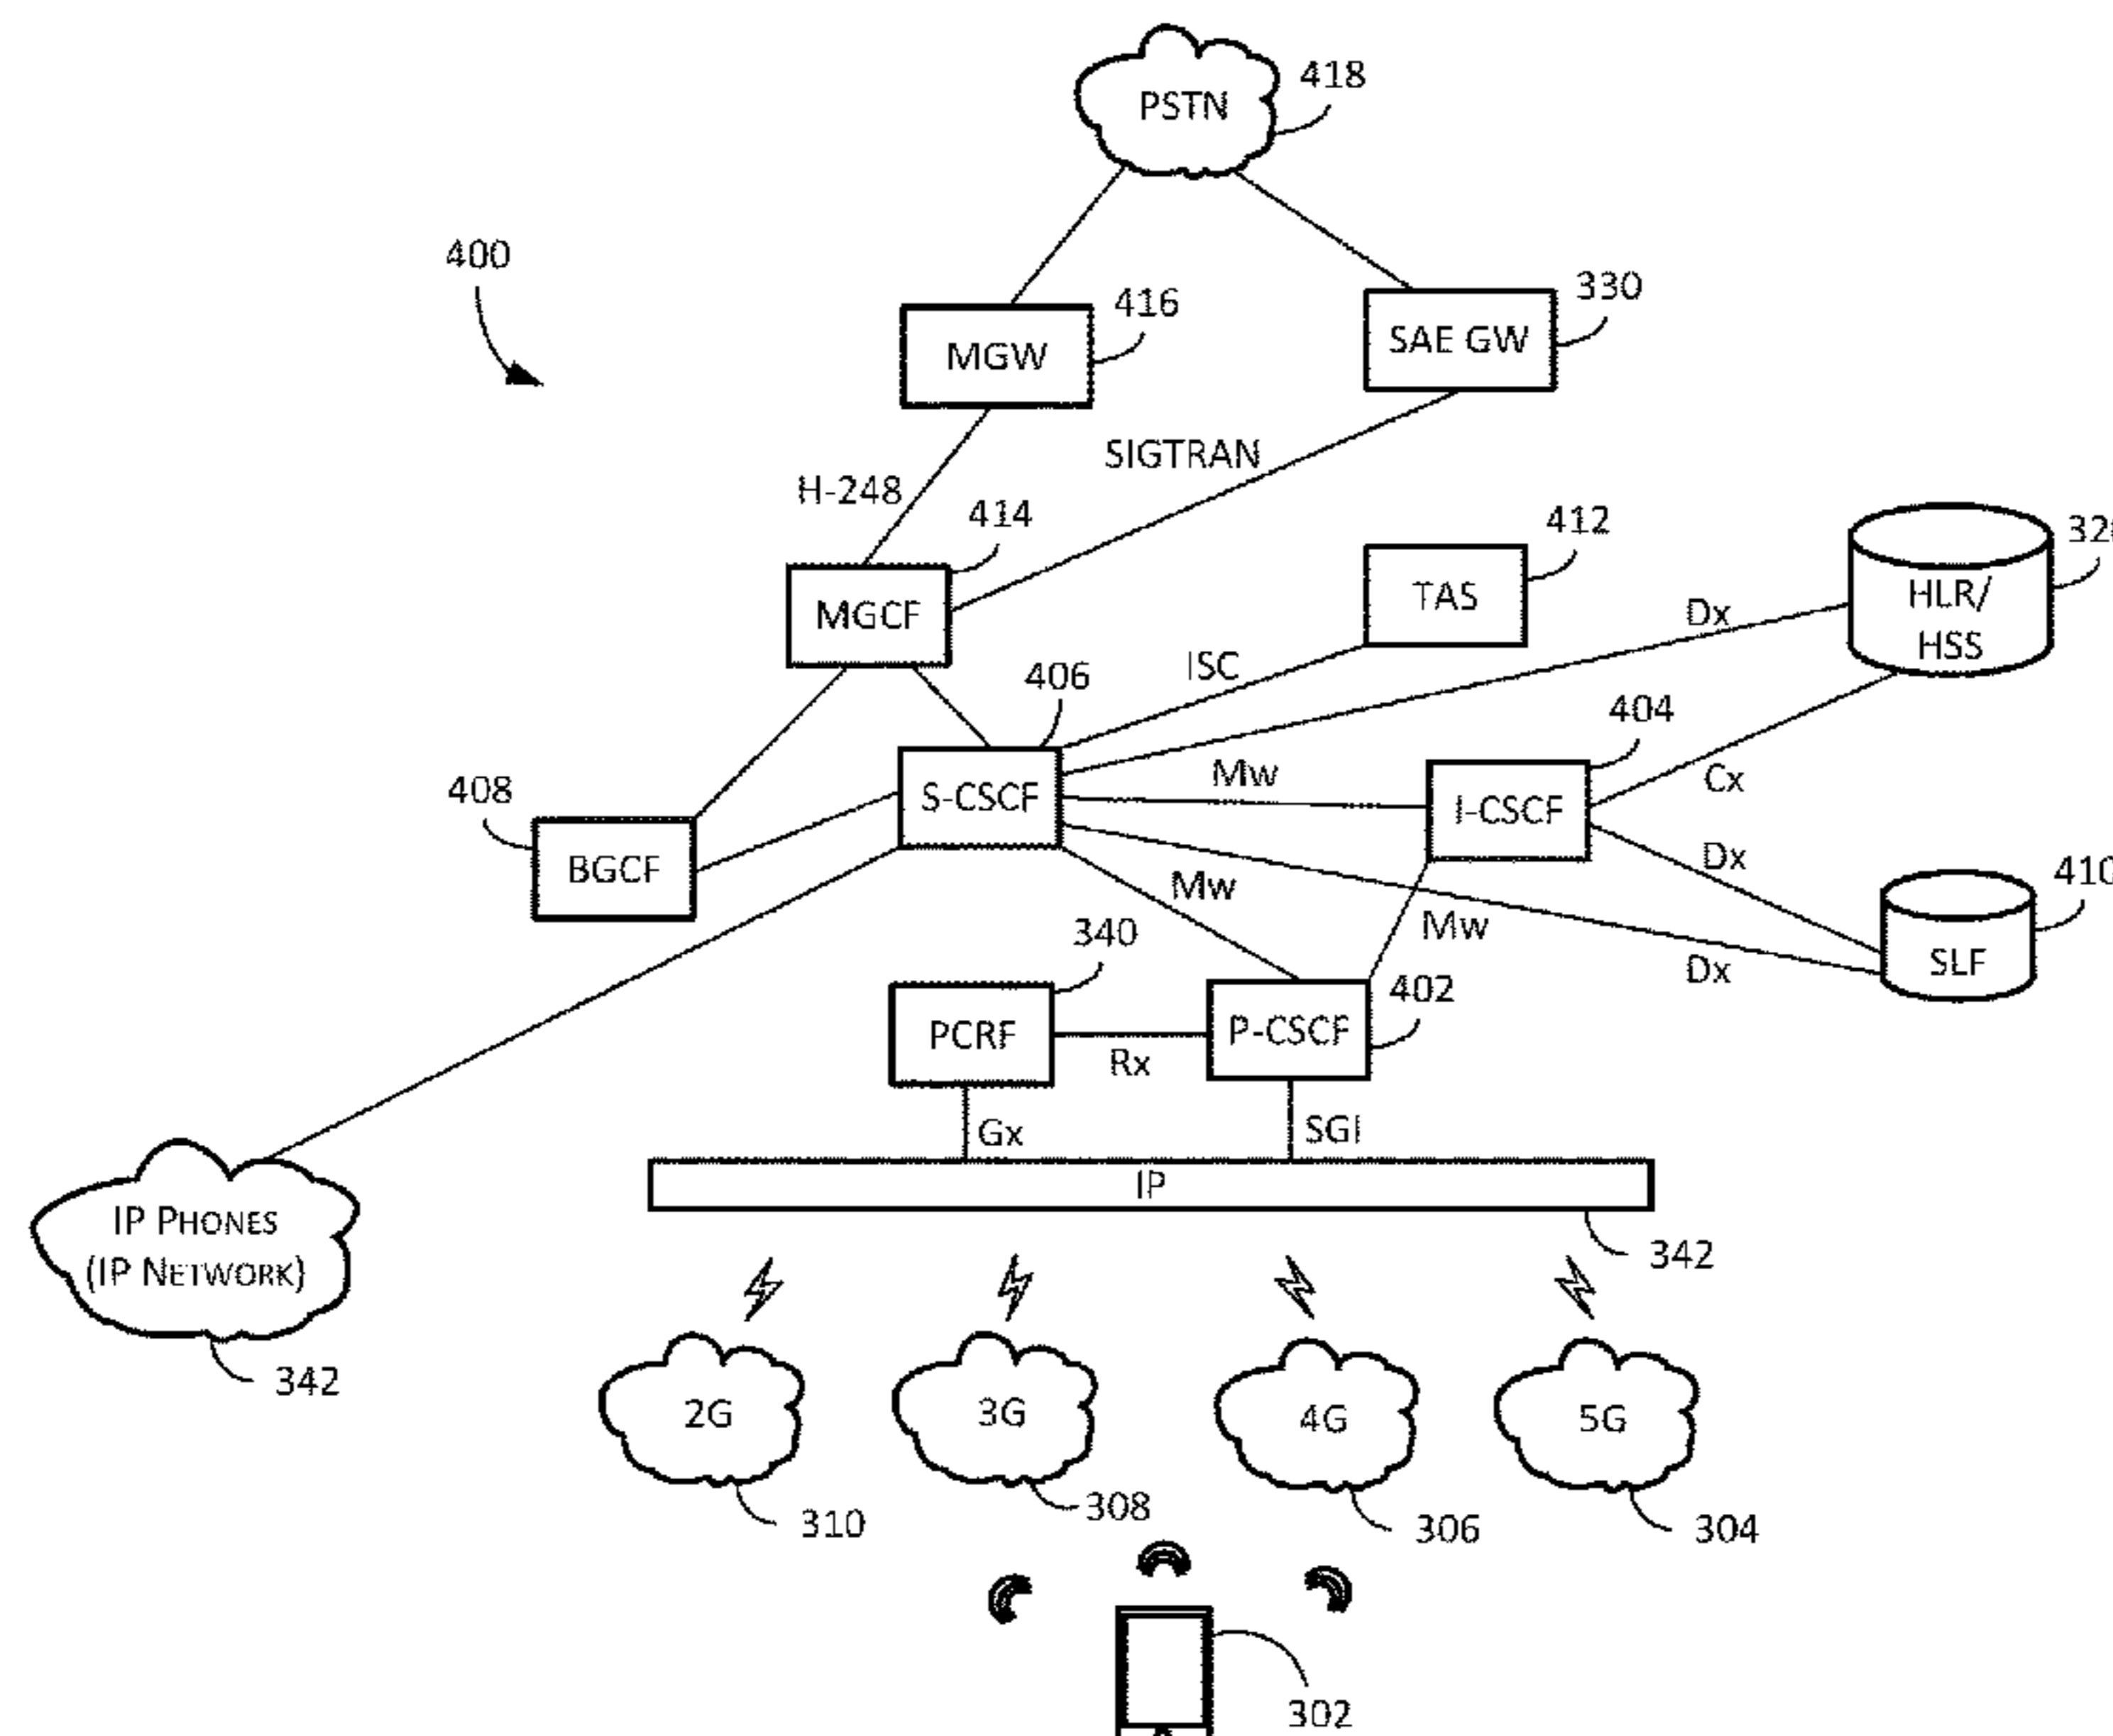 PSTN
418
400
MGW
416
SAE GW
330
SIGTRAN
H-248
414
MGCF
TAS
412
HLR/
HSS
Dx
ISC
406
404
S-CSCF
Mw
I-CSCF
Cx
408
BGCF
Dx
Mw
Mw
Dx
SLF
340
PCRF
Rx
P-CSCF
402
Gx
SGI
IP
342
IP PHONES
(IP NETWORK)
342
2G
310
3G
308
4G
306
5G
304
302